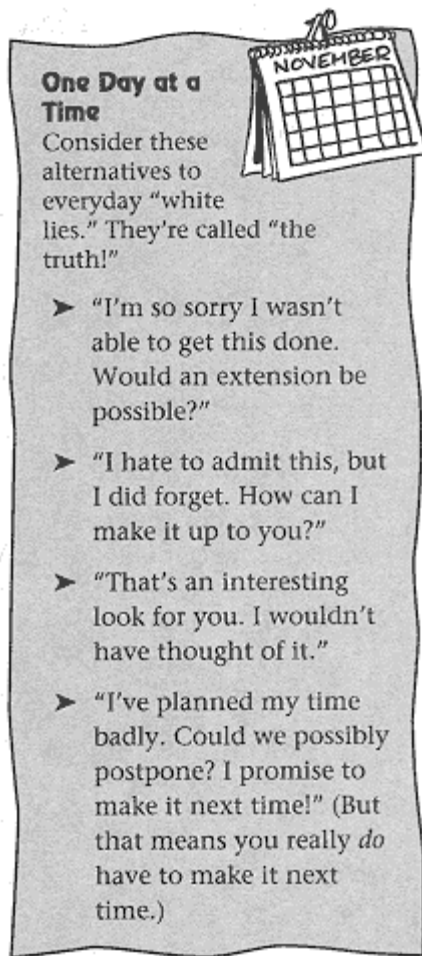 NOVEMBER
One Day at a
Time
Consider these
alternatives to
everyday “white
lies.” They’re called “the
truth!”
➤ “I’m so sorry I wasn’t
able to get this done.
Would an extension be
possible?”
➤ “I hate to admit this, but
I did forget. How can I
make it up to you?”
➤ “That’s an interesting
look for you. I wouldn’t
have thought of it.”
➤ “I’ve planned my time
badly. Could we possibly
postpone? I promise to
make it next time!” (But
that means you really do
have to make it next
time.)